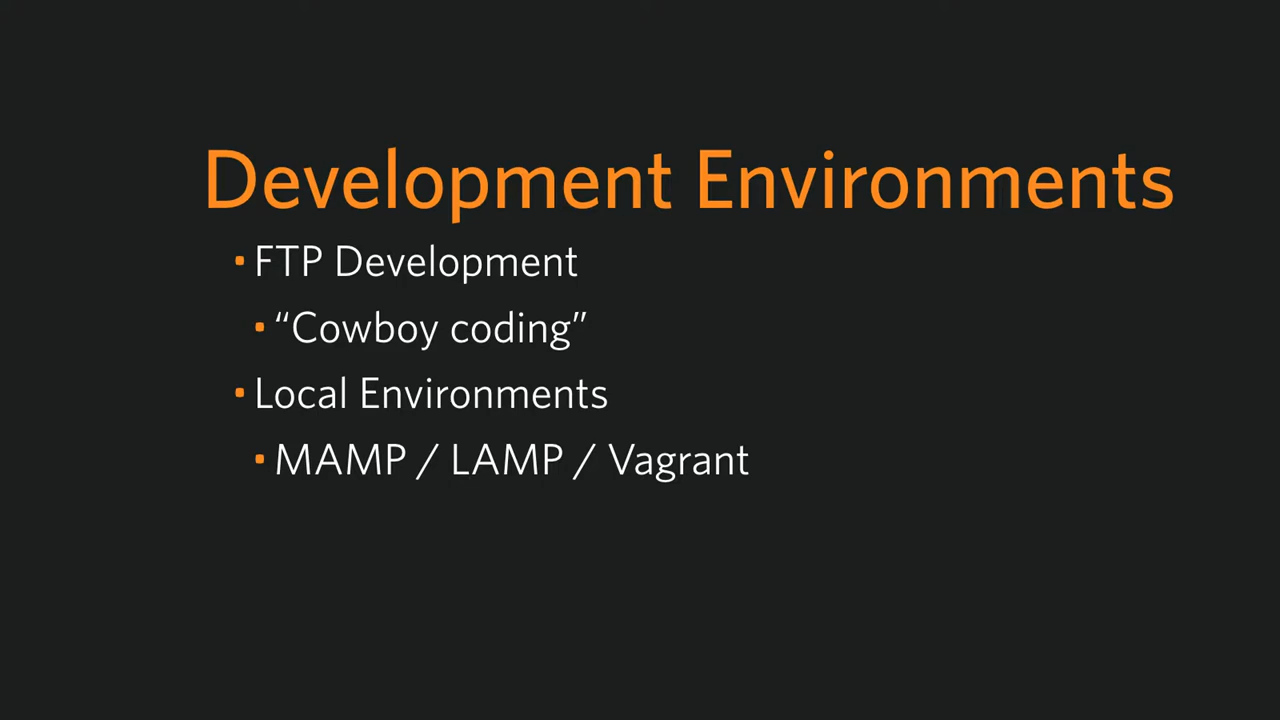 Development Environments
▪ FTP Development
▪ “Cowboy coding”
▪ Local Environments
▪ MAMP / LAMP / Vagrant